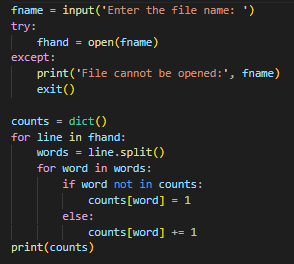 fname = input('Enter the file name: ')
try:
    fhand = open(fname)
except:
    print('File cannot be opened:', fname)
    exit()

counts = dict()
for line in fhand:
    words = line.split()
    for word in words:
        if word not in counts:
            counts[word] = 1
        else:
            counts[word] += 1
print(counts)